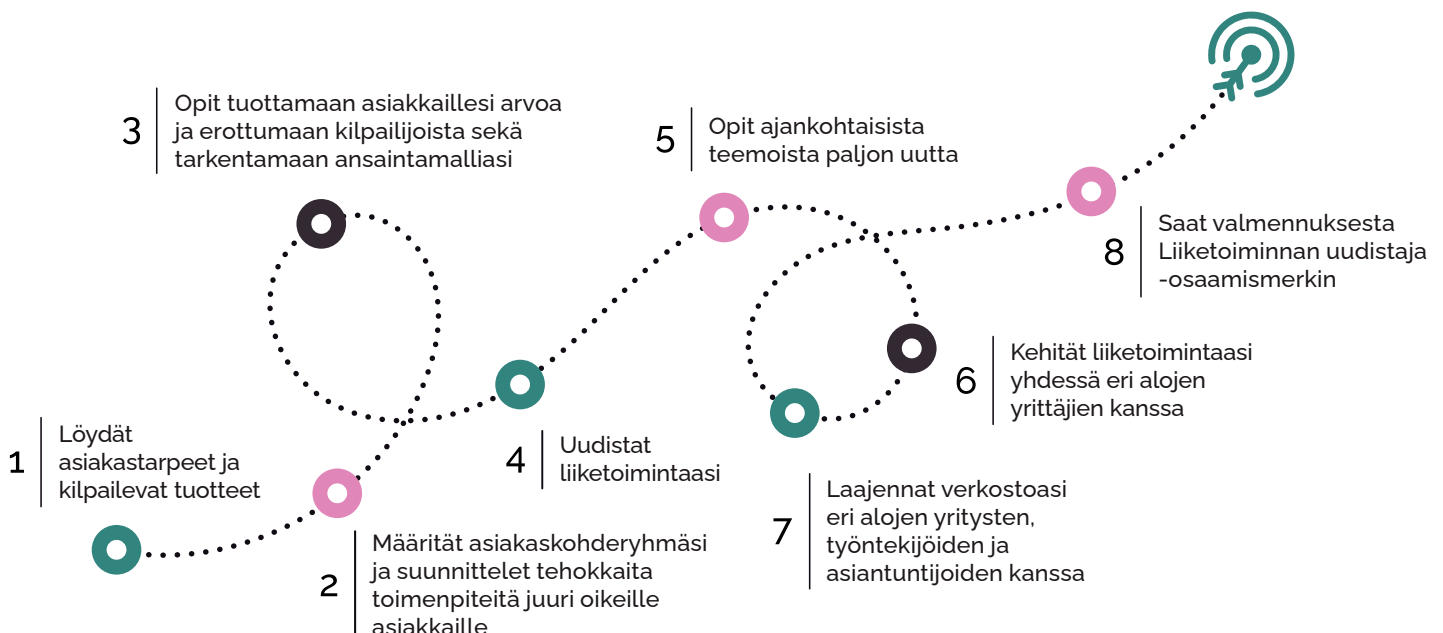 1
Löydät
asiakastarpeet ja
kilpailevat tuotteet
2
Määrität asiakaskohderyhmäsi
ja suunnittelet tehokkaita
toimenpiteitä juuri oikeille
asiakkaille
3
Opit tuottamaan asiakkaillesi arvoa
ja erottumaan kilpailijoista sekä
tarkentamaan ansaintamalliasi
4
Uudistat
liiketoimintaasi
5
Opit ajankohtaisista
teemoista paljon uutta
6
Kehität liiketoimintaasi
yhdessä eri alojen
yrittäjien kanssa
7
Laajennat verkostoasi
eri alojen yritysten,
työntekijöiden ja
asiantuntijoiden kanssa
8
Saat valmennuksesta
Liiketoiminnan uudistaja
-osaamismerkin